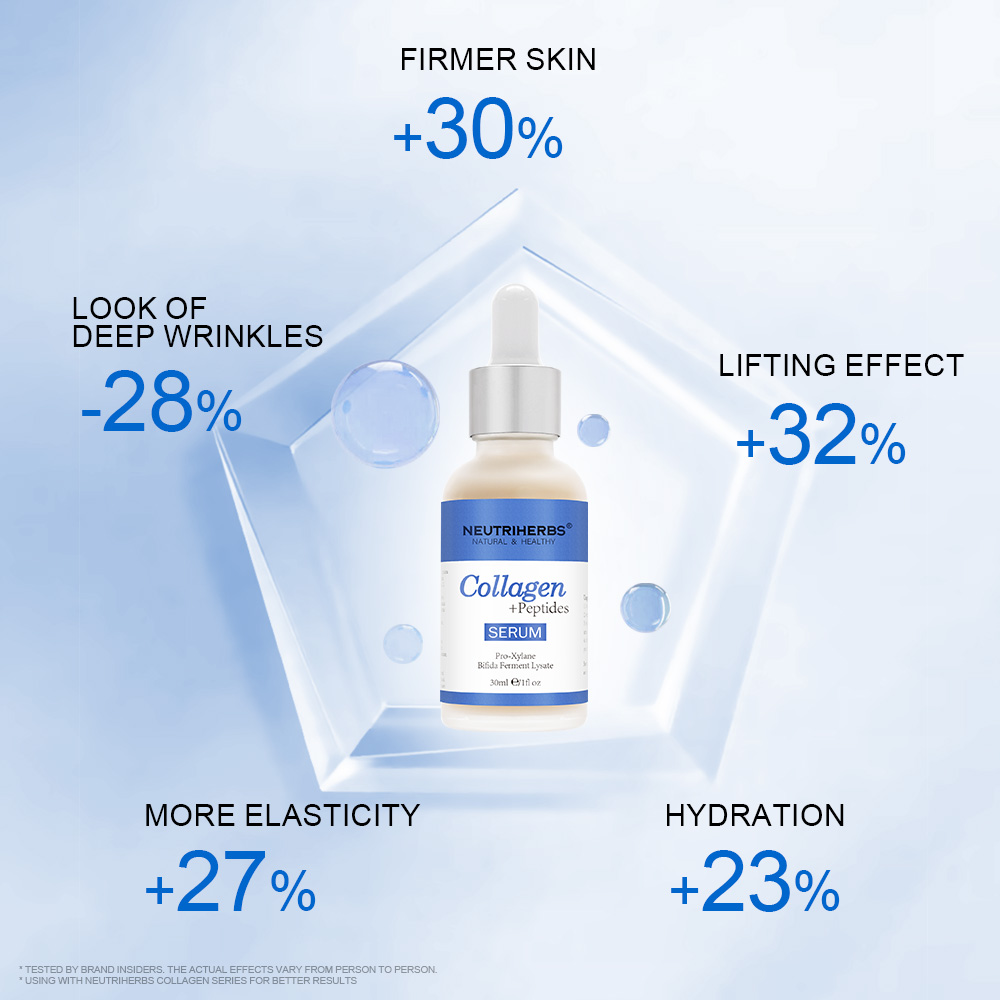 FIRMER SKIN
+30%
LOOK OF
DEEP WRINKLES
-28%
LIFTING EFFECT
+32%
NEUTRIHERBS®
NATURAL & HEALTHY
Collagen
+Peptides
SERUM
Pro-Xylane
Bifida Ferment Lysate
30ml ℮/1fl oz
MORE ELASTICITY
+27%
HYDRATION
+23%
* TESTED BY BRAND INSIDERS. THE ACTUAL EFFECTS VARY FROM PERSON TO PERSON.
* USING WITH NEUTRIHERBS COLLAGEN SERIES FOR BETTER RESULTS